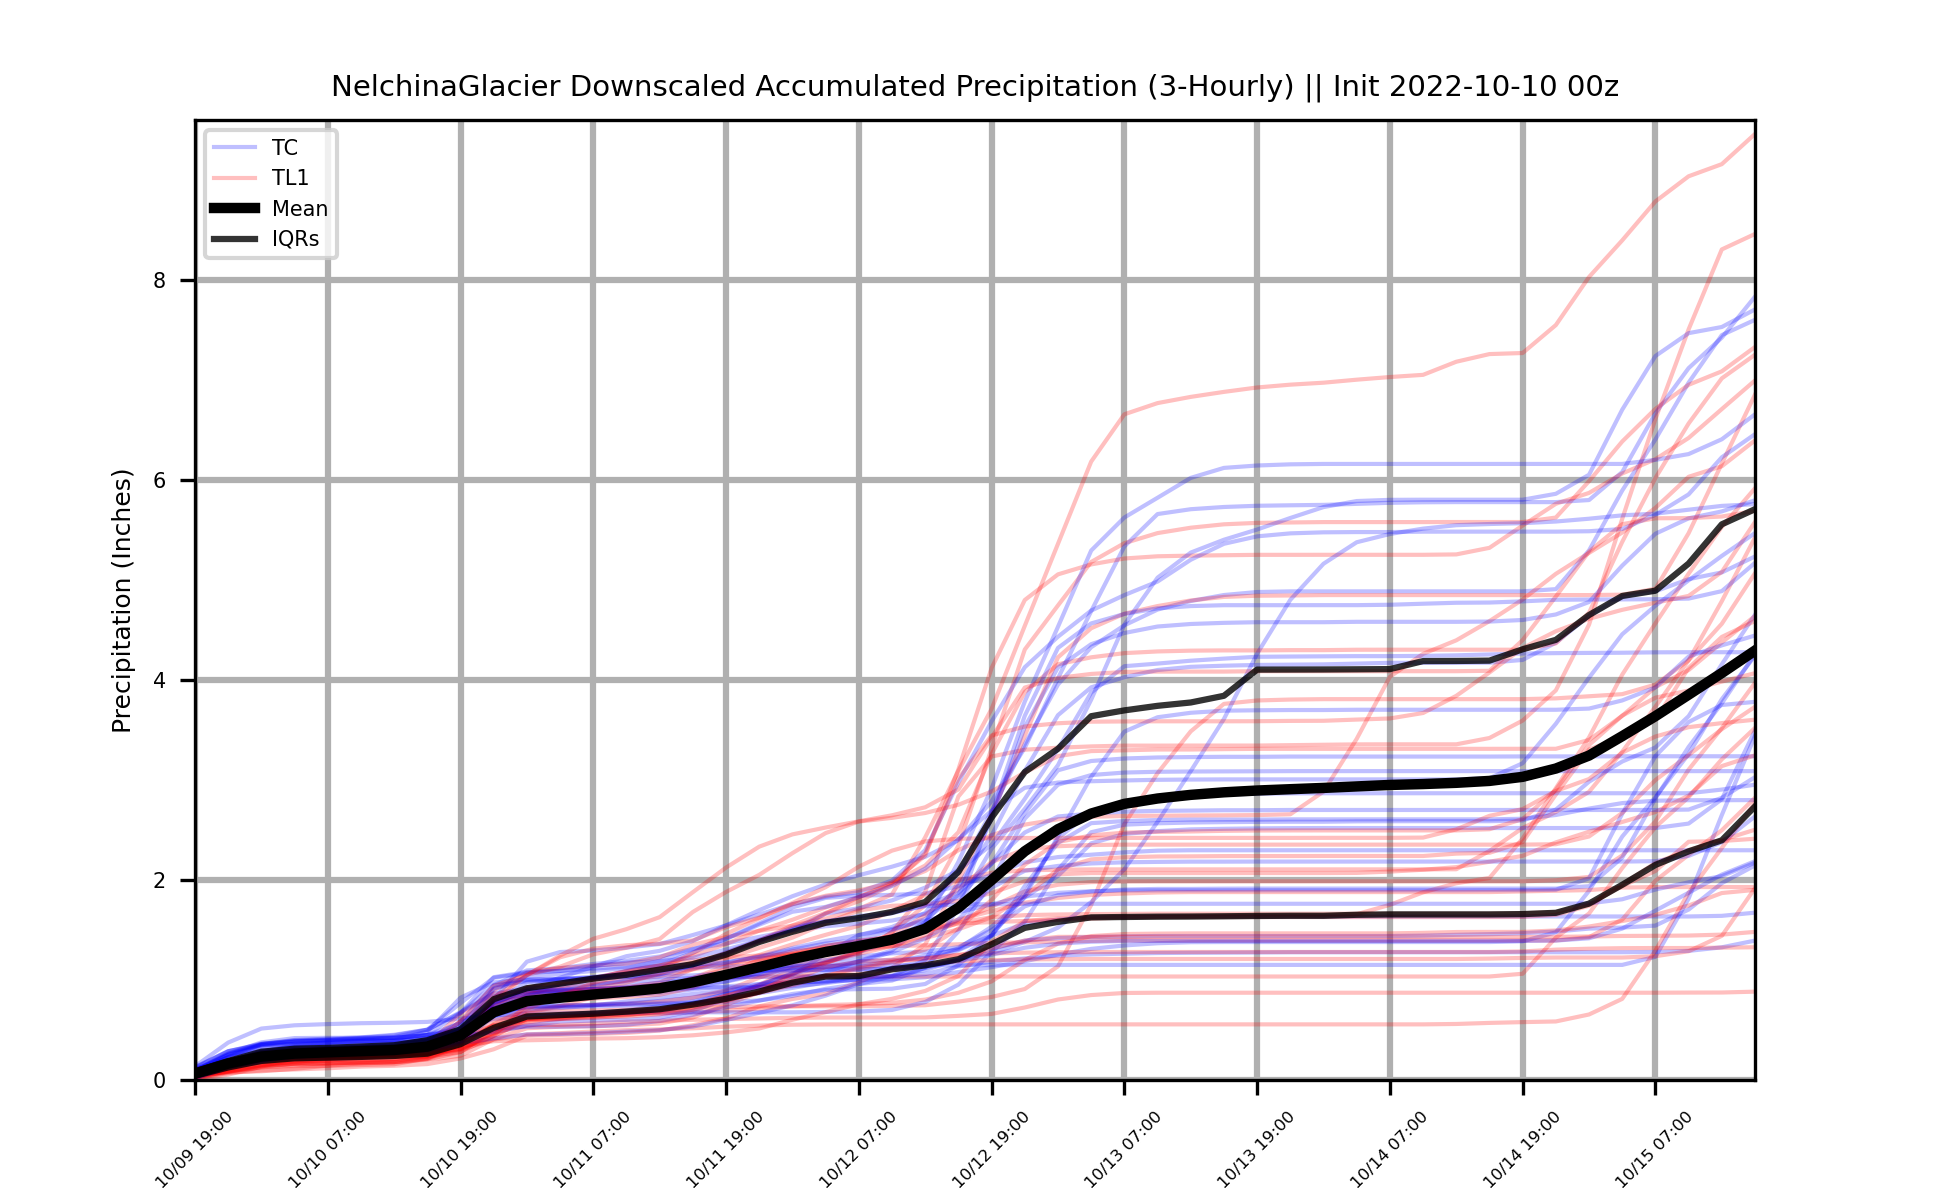 NelchinaGlacier Downscaled Accumulated Precipitation (3-Hourly) || Init 2022-10-10 00z
TC
TL1
Mean
IQRs
Precipitation (Inches)
8
6
4
2
0
10/09 19:00
10/10 07:00
10/10 19:00
10/11 07:00
10/11 19:00
10/12 07:00
10/12 19:00
10/13 07:00
10/13 19:00
10/14 07:00
10/14 19:00
10/15 07:00